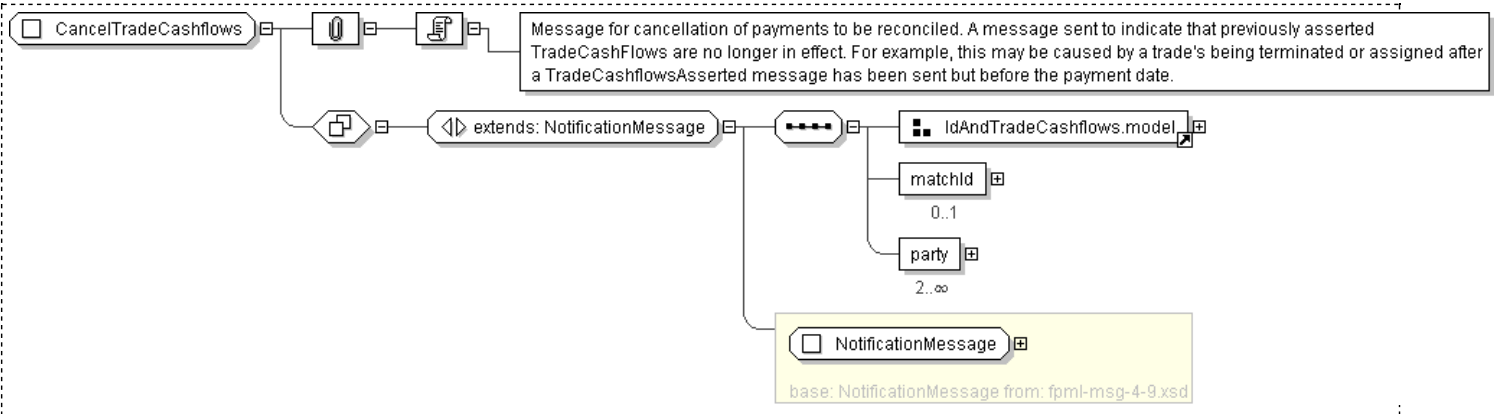 CancelTradeCashflows
Message for cancellation of payments to be reconciled. A message sent to indicate that previously asserted
TradeCashFlows are no longer in effect. For example, this may be caused by a trade's being terminated or assigned after
a TradeCashflowsAsserted message has been sent but before the payment date.
extends: NotificationMessage
IdAndTradeCashflows.model
matchId
0..1
party
2..∞
NotificationMessage
base: NotificationMessage from: fpml-msg-4-9.xsd